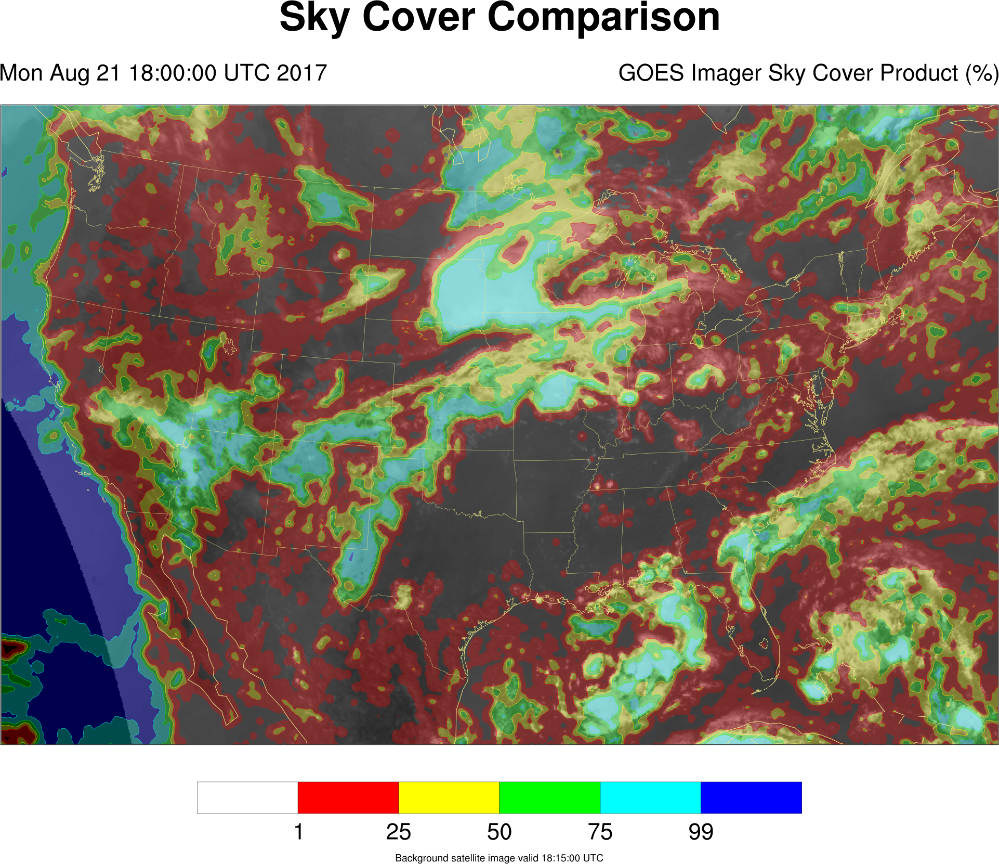 Sky Cover Comparison
Mon Aug 21 18:00:00 UTC 2017
GOES Imager Sky Cover Product (%)
1 25 50 75 99
Background satellite image valid 18:15:00 UTC